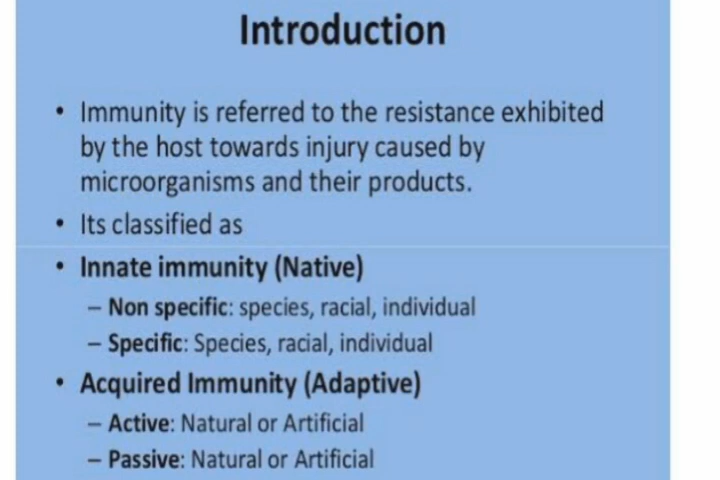 Introduction
• Immunity is referred to the resistance exhibited
by the host towards injury caused by
microorganisms and their products.
• Its classified as
• Innate immunity (Native)
– Non specific: species, racial, individual
– Specific: Species, racial, individual
• Acquired Immunity (Adaptive)
– Active: Natural or Artificial
– Passive: Natural or Artificial